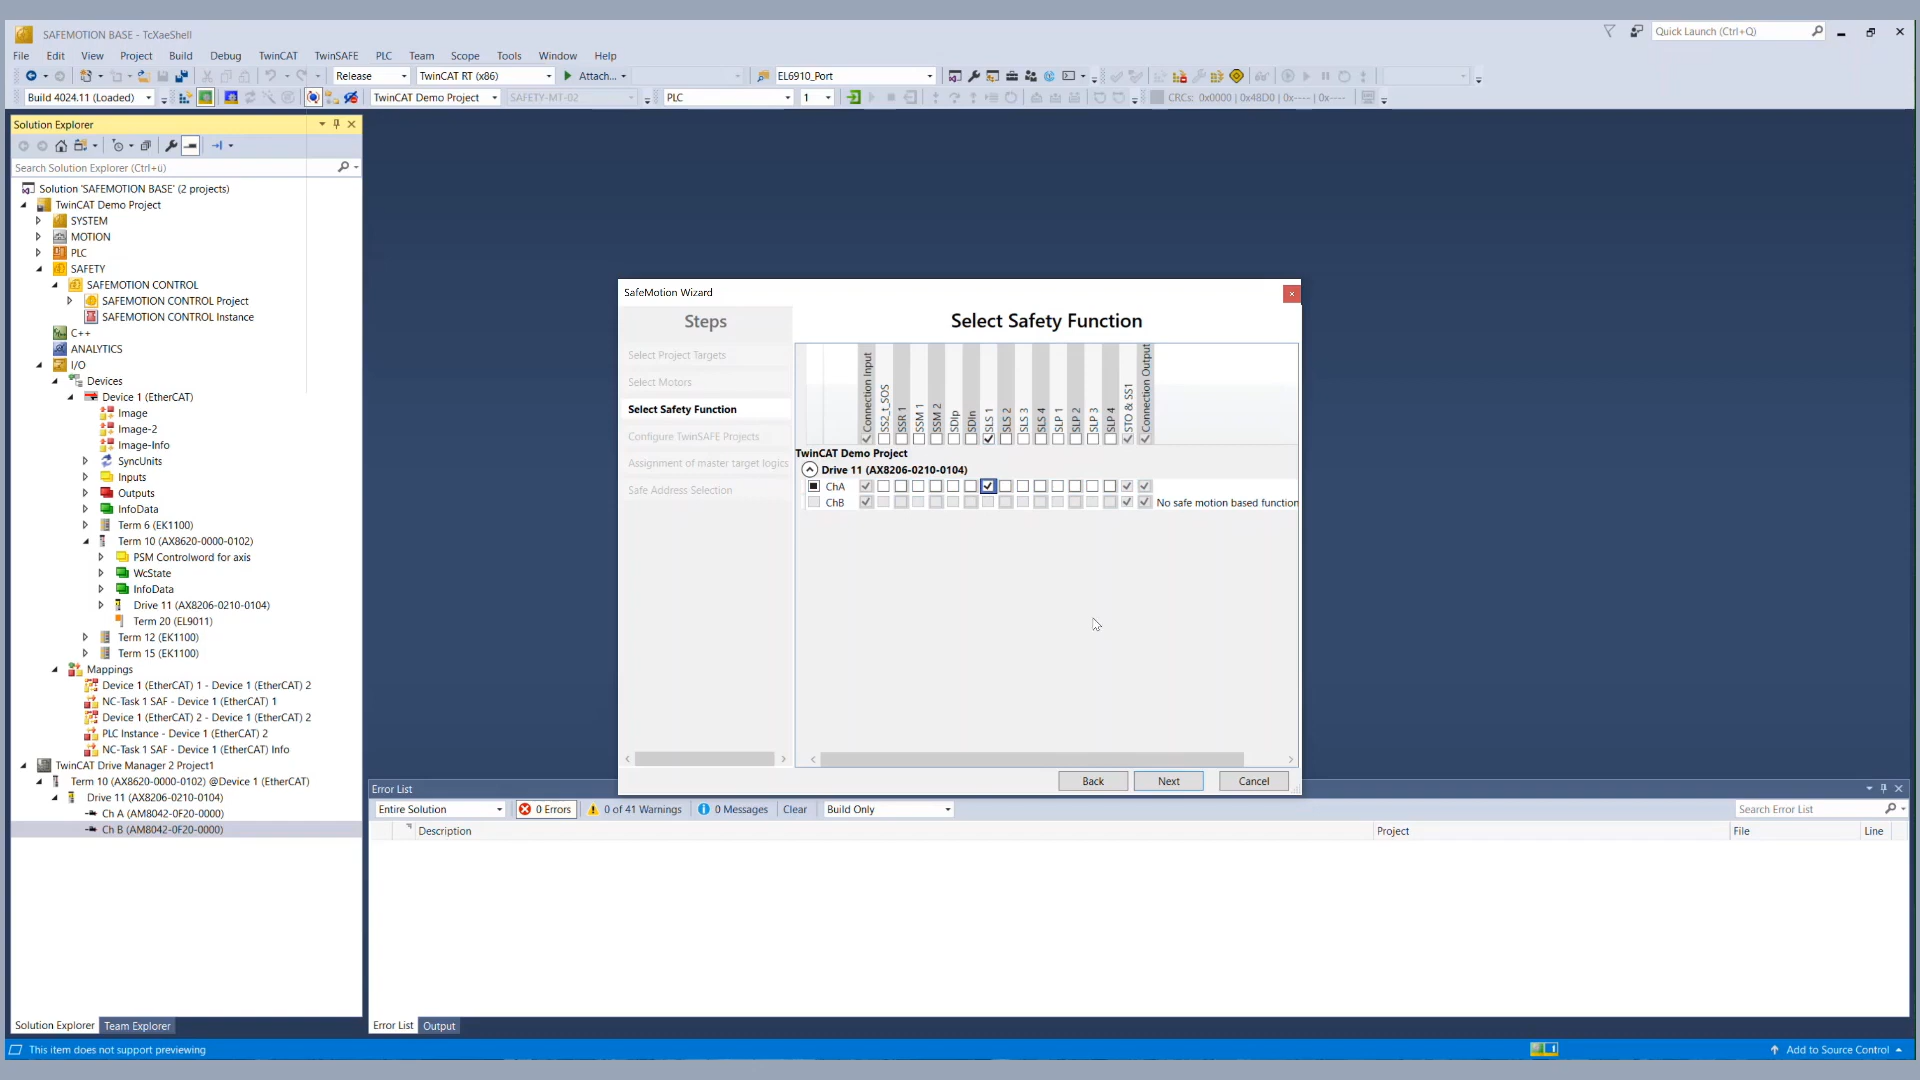 SAFEMOTION BASE - TcXaeShell
Quick Launch (Ctrl+Q)
File Edit View Project Build Debug TwinCAT TwinSAFE PLC Team Scope Tools Window Help
Release TwinCAT RT (x86) Attach... EL6910_Port
Build 4024.11 (Loaded) TwinCAT Demo Project SAFETY-MT-02 PLC 1 CRCs: 0x0000 | 0x48D0 | 0x---- | 0x----
Solution Explorer
Search Solution Explorer (Ctrl+ü)
Solution 'SAFEMOTION BASE' (2 projects)
TwinCAT Demo Project
SYSTEM
MOTION
PLC
SAFETY
SAFEMOTION CONTROL
SAFEMOTION CONTROL Project
SAFEMOTION CONTROL Instance
C++
ANALYTICS
I/O
Devices
Device 1 (EtherCAT)
Image
Image-2
Image-Info
SyncUnits
Inputs
Outputs
InfoData
Term 6 (EK1100)
Term 10 (AX8620-0000-0102)
PSM Controlword for axis
WcState
InfoData
Drive 11 (AX8206-0210-0104)
Term 20 (EL9011)
Term 12 (EK1100)
Term 15 (EK1100)
Mappings
Device 1 (EtherCAT) 1 - Device 1 (EtherCAT) 2
NC-Task 1 SAF - Device 1 (EtherCAT) 1
Device 1 (EtherCAT) 2 - Device 1 (EtherCAT) 2
PLC Instance - Device 1 (EtherCAT) 2
NC-Task 1 SAF - Device 1 (EtherCAT) Info
TwinCAT Drive Manager 2 Project1
Term 10 (AX8620-0000-0102) @Device 1 (EtherCAT)
Drive 11 (AX8206-0210-0104)
Ch A (AM8042-0F20-0000)
Ch B (AM8042-0F20-0000)
Solution Explorer Team Explorer
SafeMotion Wizard
Steps
Select Project Targets
Select Motors
Select Safety Function
Configure TwinSAFE Projects
Assignment of master target logics
Safe Address Selection
Select Safety Function
Connection Input
SS2_t_SOS
SSR 1
SSM 1
SSM 2
SDIp
SDIn
SLS 1
SLS 2
SLS 3
SLS 4
SLP 1
SLP 2
SLP 3
SLP 4
STO & SS1
Connection Output
TwinCAT Demo Project
Drive 11 (AX8206-0210-0104)
ChA
ChB No safe motion based function
Back Next Cancel
Error List
Entire Solution 0 Errors 0 of 41 Warnings 0 Messages Clear Build Only Search Error List
Description Project File Line
Error List Output
This item does not support previewing
1
Add to Source Control